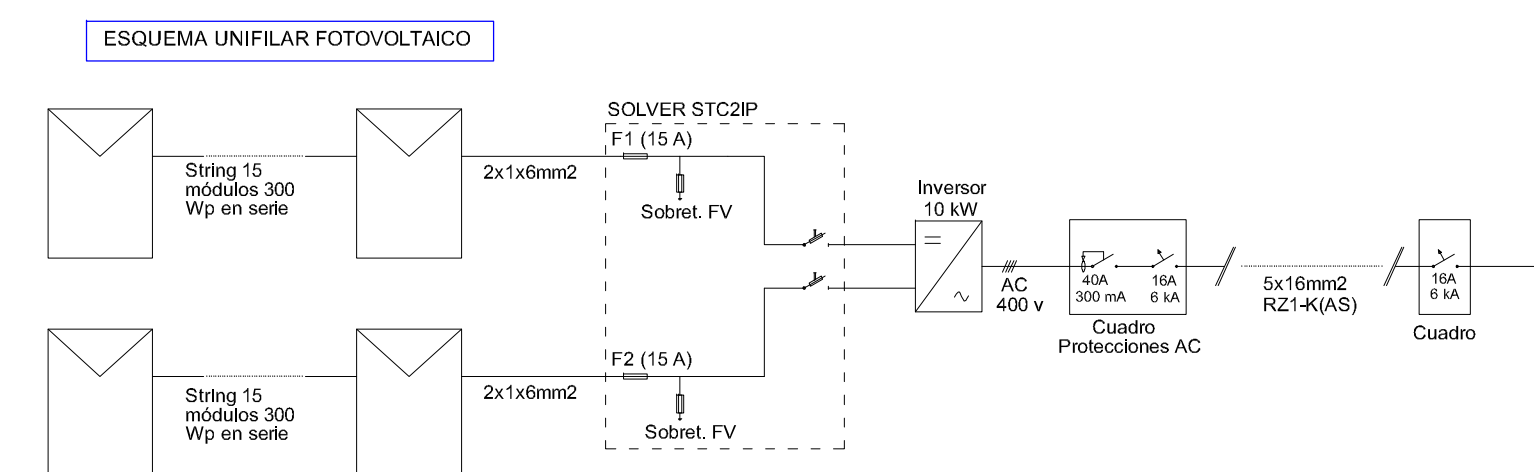 ESQUEMA UNIFILAR FOTOVOLTAICO
SOLVER STC2IP
F1 (15 A)
String 15
módulos 300
Wp en serie
2x1x6mm2
Sobret. FV
Inversor
10 kW
AC
400 v
40A
300 mA
16A
6 kA
Cuadro
Protecciones AC
5x16mm2
RZ1-K(AS)
16A
6 kA
Cuadro
F2 (15 A)
String 15
módulos 300
Wp en serie
2x1x6mm2
Sobret. FV